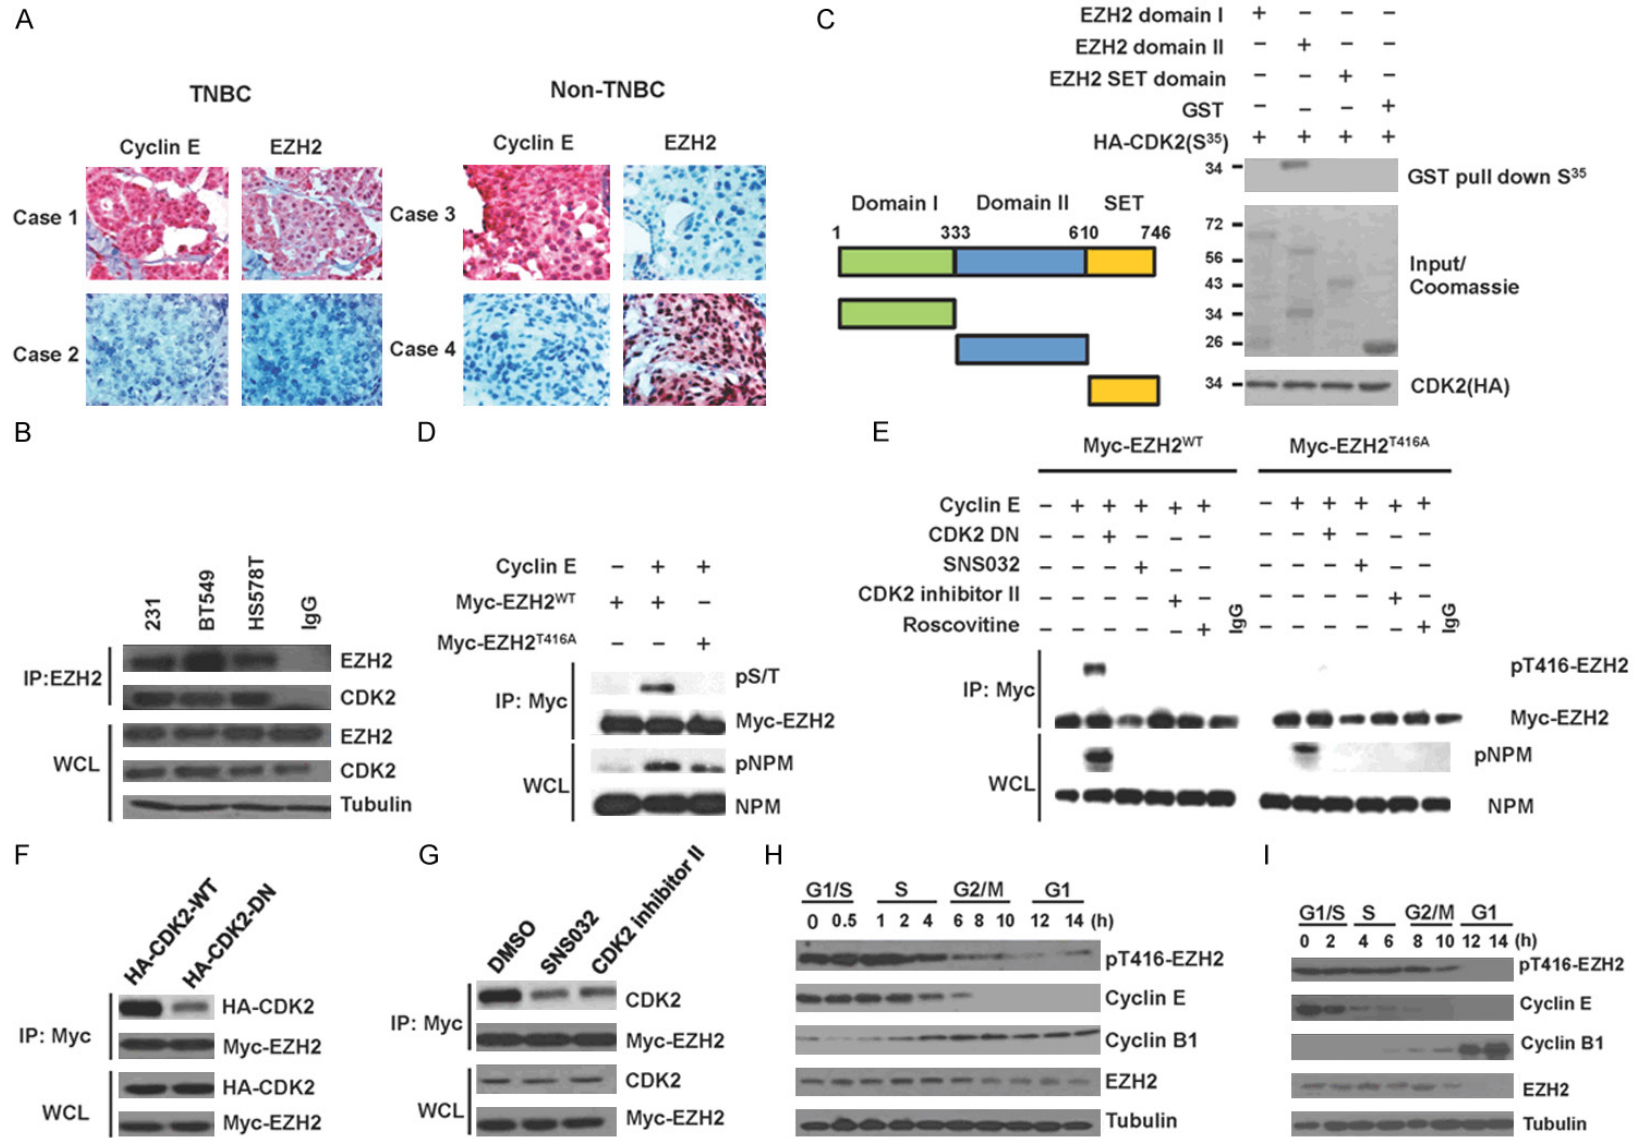 A
TNBC
Non-TNBC
Cyclin E EZH2
Cyclin E EZH2
Case 1
Case 3
Case 2
Case 4
C
EZH2 domain I + – – –
EZH2 domain II – + – –
EZH2 SET domain – – + –
GST – – – +
HA-CDK2(S³⁵) + + + +
34
GST pull down S³⁵
72
56
43
34
26
Input/
Coomassie
34
CDK2(HA)
Domain I Domain II SET
1 333 610 746
B
231 BT549 HS578T IgG
IP:EZH2
EZH2
CDK2
WCL
EZH2
CDK2
Tubulin
D
Cyclin E – + +
Myc-EZH2ᵂᵀ + + –
Myc-EZH2ᵀ⁴¹⁶ᴬ – – +
IP: Myc
pS/T
Myc-EZH2
WCL
pNPM
NPM
E
Myc-EZH2ᵂᵀ Myc-EZH2ᵀ⁴¹⁶ᴬ
Cyclin E – + + + + + – + + + + +
CDK2 DN – – + – – – – – + – – –
SNS032 – – – + – – – – – + – –
CDK2 inhibitor II – – – – + – – – – – + –
Roscovitine – – – – – + IgG – – – – – + IgG
IP: Myc
pT416-EZH2
Myc-EZH2
WCL
pNPM
NPM
F
HA-CDK2-WT
HA-CDK2-DN
IP: Myc
HA-CDK2
Myc-EZH2
WCL
HA-CDK2
Myc-EZH2
G
DMSO
SNS032
CDK2 inhibitor II
IP: Myc
CDK2
Myc-EZH2
WCL
CDK2
Myc-EZH2
H
G1/S S G2/M G1
0 0.5 1 2 4 6 8 10 12 14 (h)
pT416-EZH2
Cyclin E
Cyclin B1
EZH2
Tubulin
I
G1/S S G2/M G1
0 2 4 6 8 10 12 14 (h)
pT416-EZH2
Cyclin E
Cyclin B1
EZH2
Tubulin